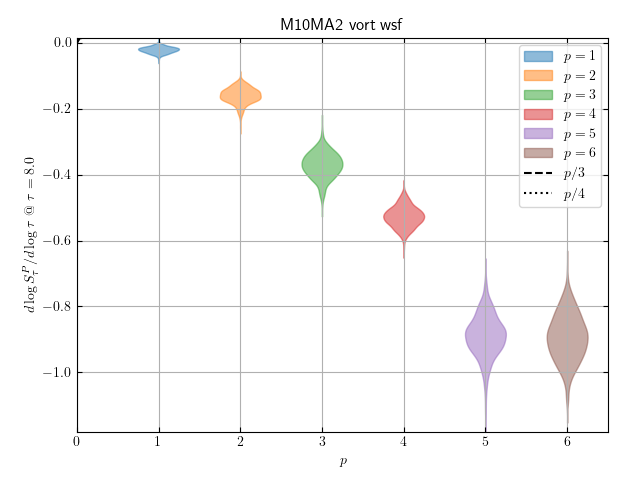 M10MA2 vort wsf
d log S_τ^P / d log τ @ τ = 8.0
0.0
−0.2
−0.4
−0.6
−0.8
−1.0
0 1 2 3 4 5 6
p
p = 1
p = 2
p = 3
p = 4
p = 5
p = 6
p/3
p/4